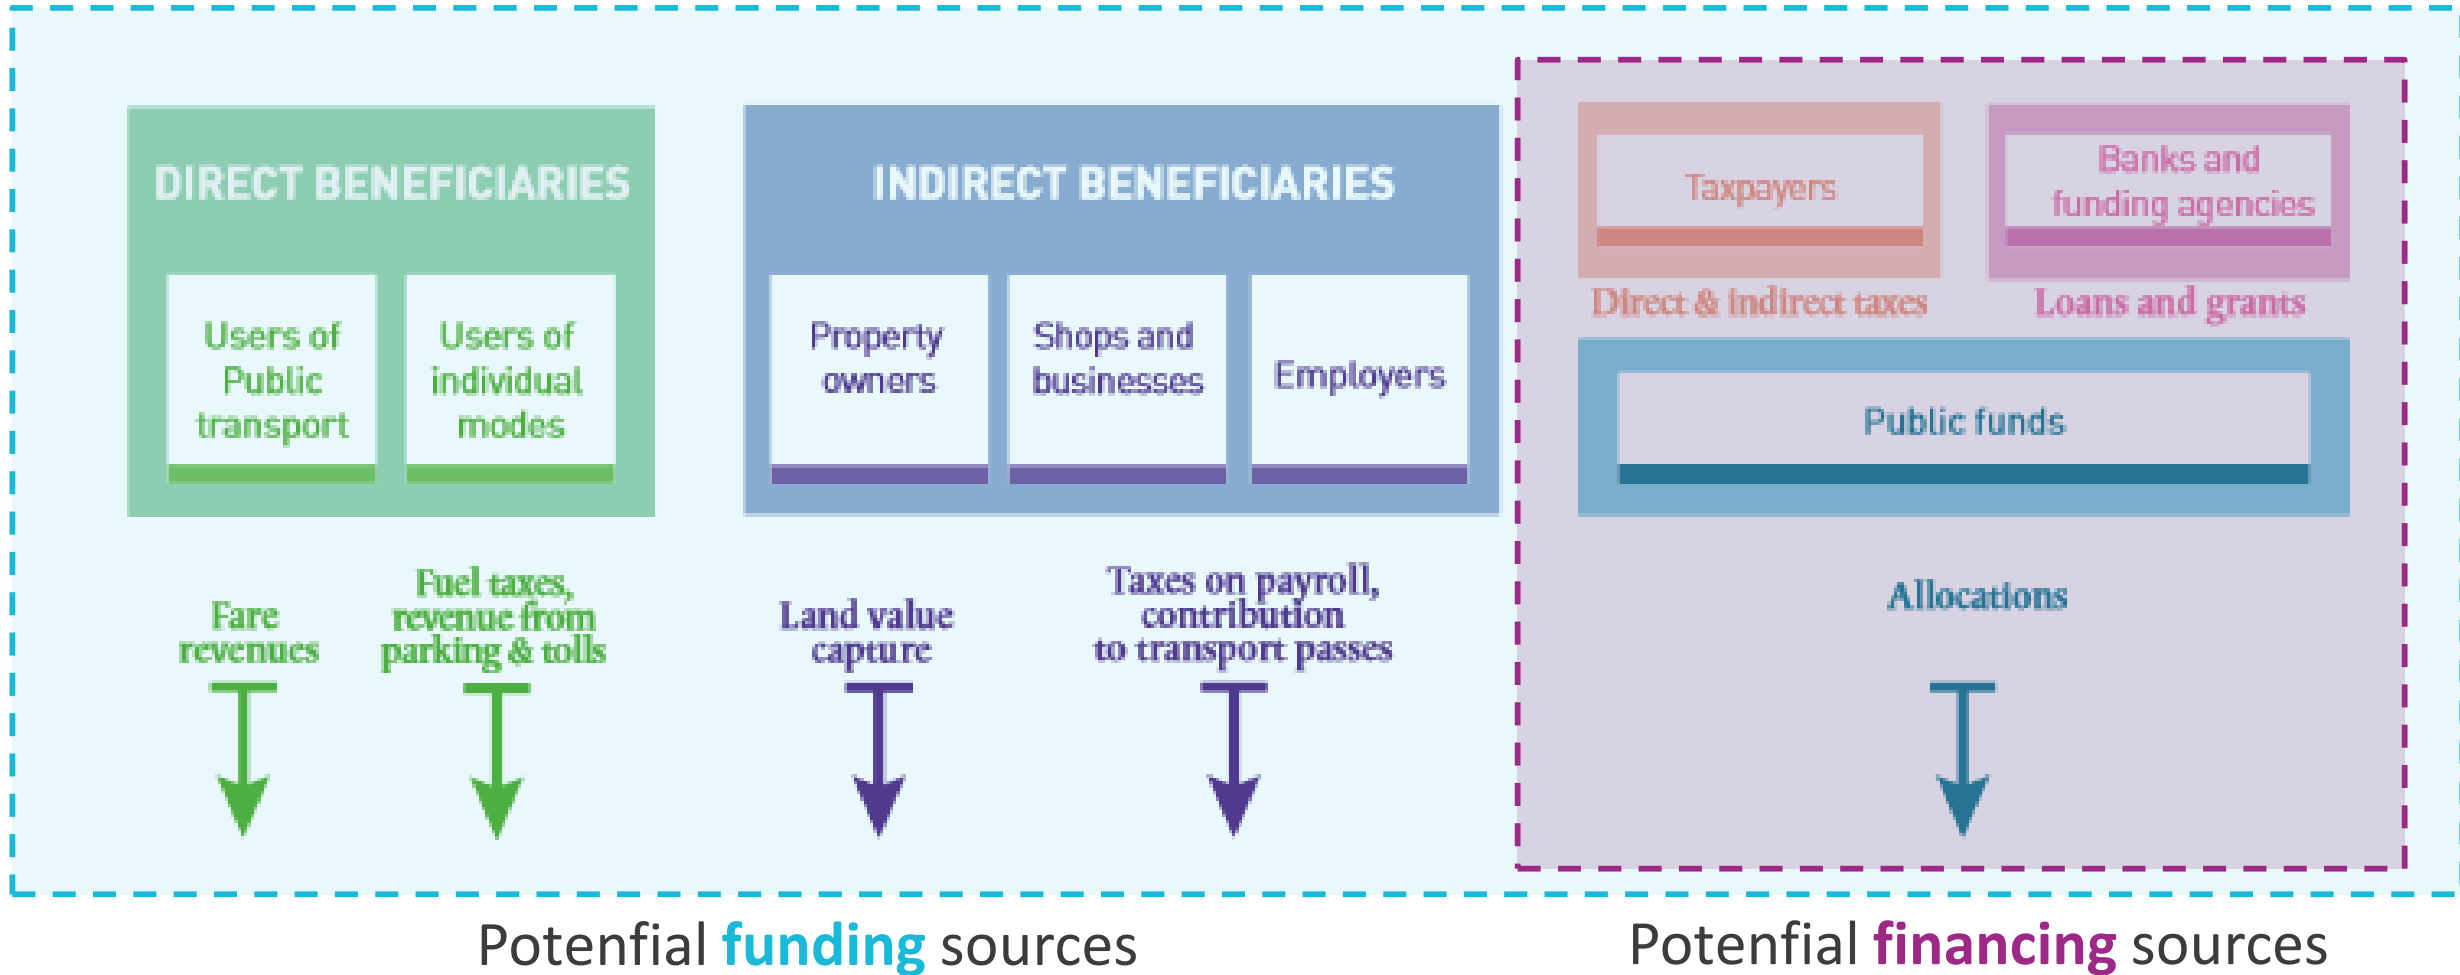 DIRECT BENEFICIARIES
Users of
Public
transport
Users of
individual
modes
Fare
revenues
Fuel taxes,
revenue from
parking & tolls
INDIRECT BENEFICIARIES
Property
owners
Shops and
businesses
Employers
Land value
capture
Taxes on payroll,
contribution
to transport passes
Taxpayers
Direct & indirect taxes
Banks and
funding agencies
Loans and grants
Public funds
Allocations
Potenfial funding sources
Potenfial financing sources